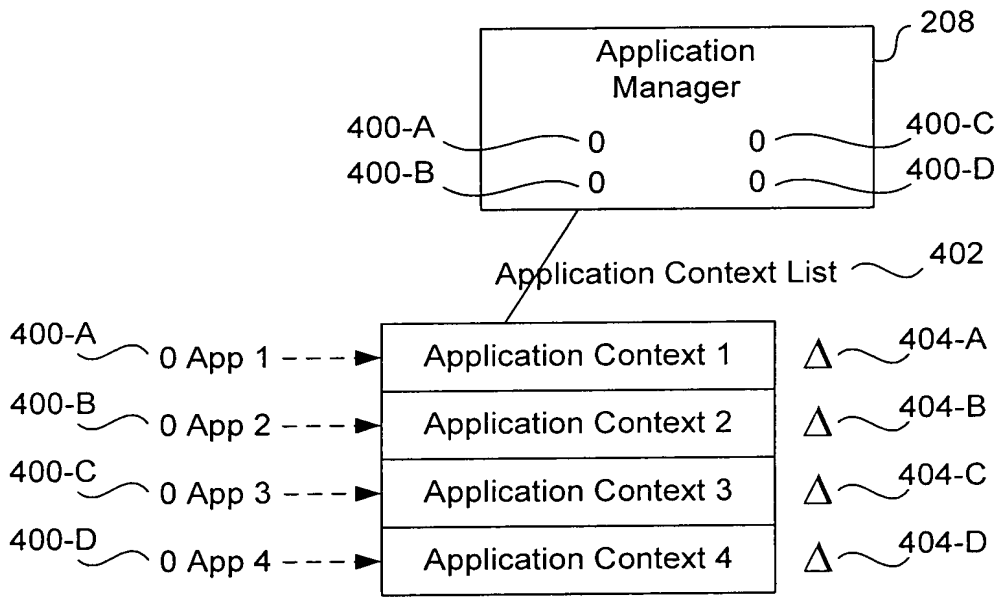 208
Application
Manager
400-A 0 0 400-C
400-B 0 0 400-D
Application Context List 402
400-A 0 App 1 Application Context 1 Δ 404-A
400-B 0 App 2 Application Context 2 Δ 404-B
400-C 0 App 3 Application Context 3 Δ 404-C
400-D 0 App 4 Application Context 4 Δ 404-D